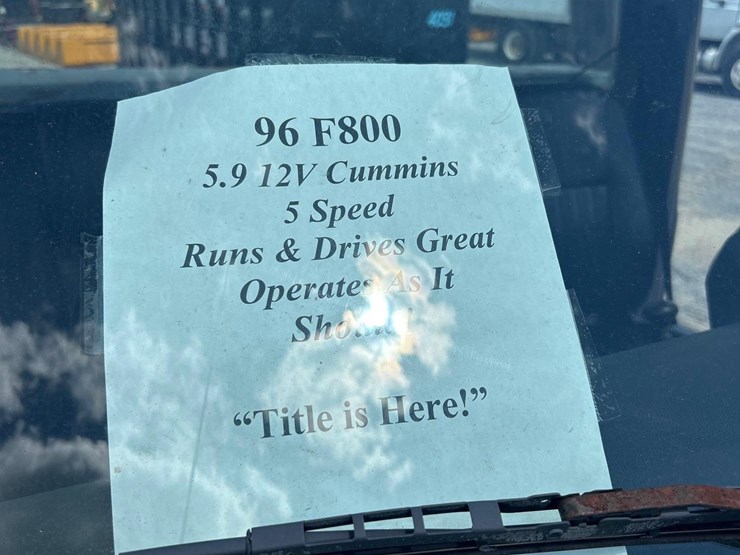 96 F800
5.9 12V Cummins
5 Speed
Runs & Drives Great
Operates As It
“Title is Here!”